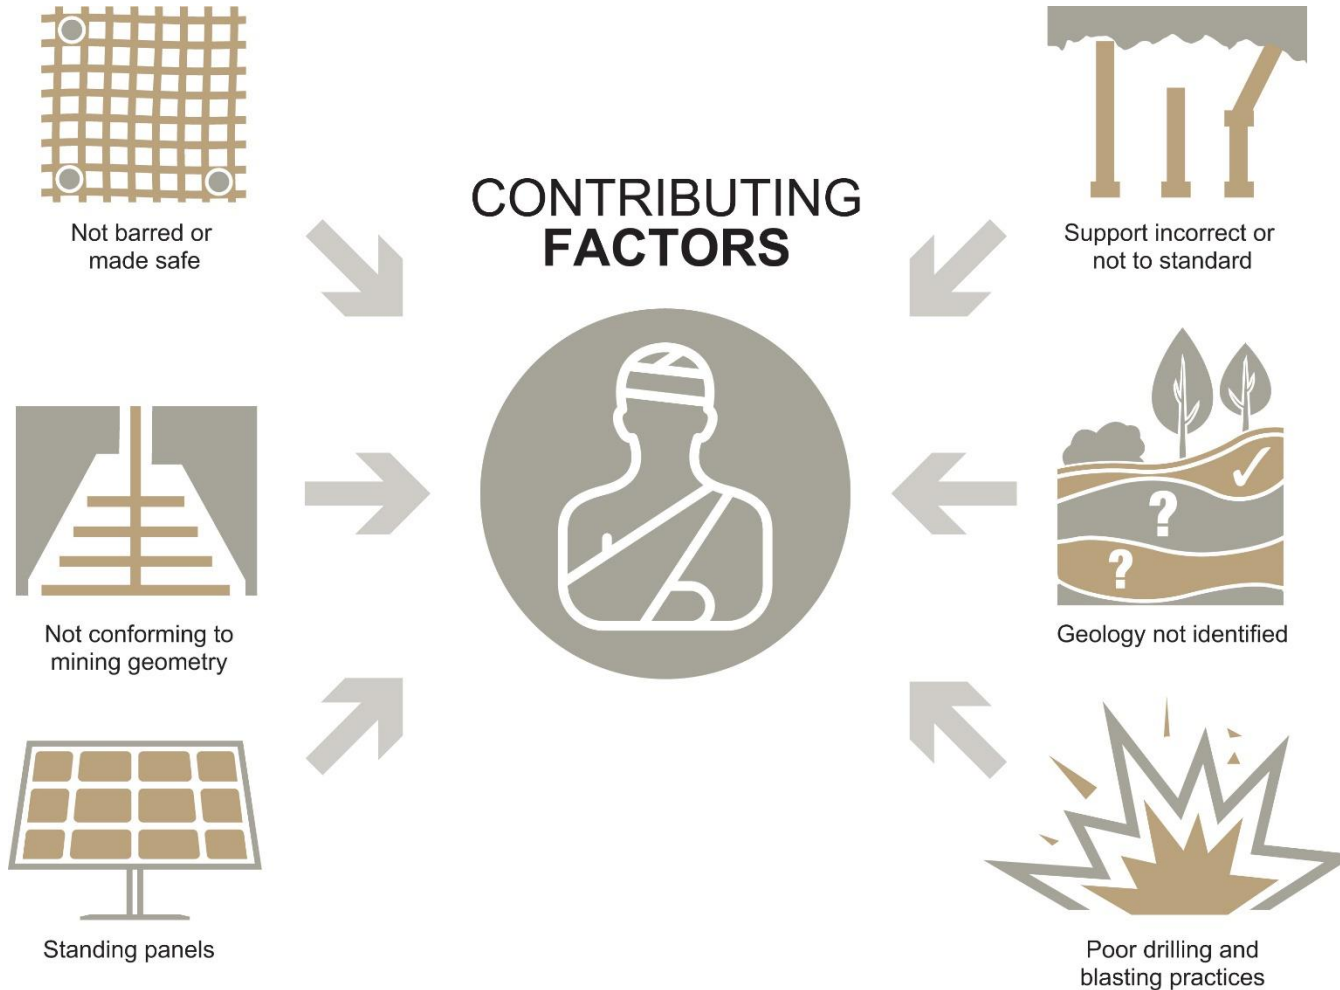 CONTRIBUTING
FACTORS
Not barred or
made safe
Support incorrect or
not to standard
Not conforming to
mining geometry
?
?
Geology not identified
Standing panels
Poor drilling and
blasting practices